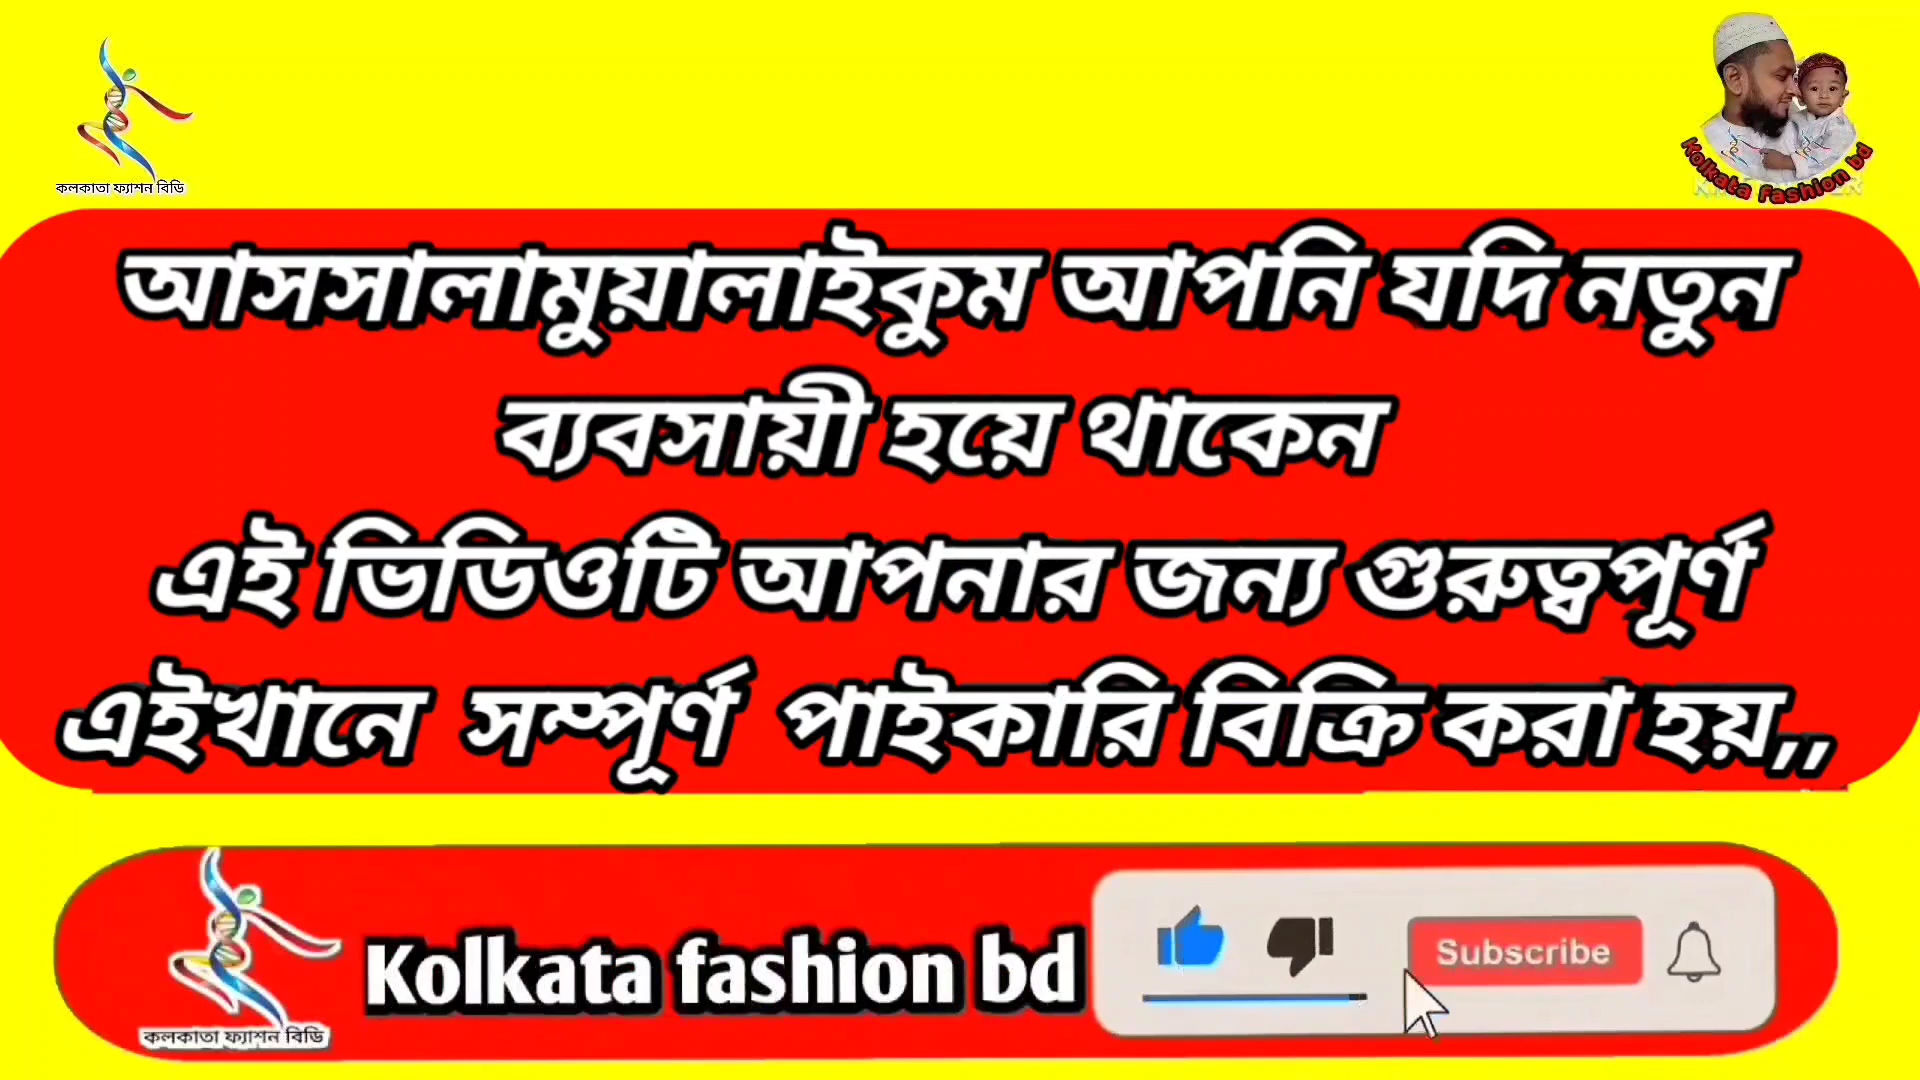 কলকাতা ফ্যাশন বিডি
Kolkata fashion bd
আসসালামুয়ালাইকুম আপনি যদি নতুন
ব্যবসায়ী হয়ে থাকেন
এই ভিডিওটি আপনার জন্য গুরুত্বপূর্ণ
এইখানে সম্পূর্ণ পাইকারি বিক্রি করা হয়,,
Kolkata fashion bd
Subscribe
কলকাতা ফ্যাশন বিডি